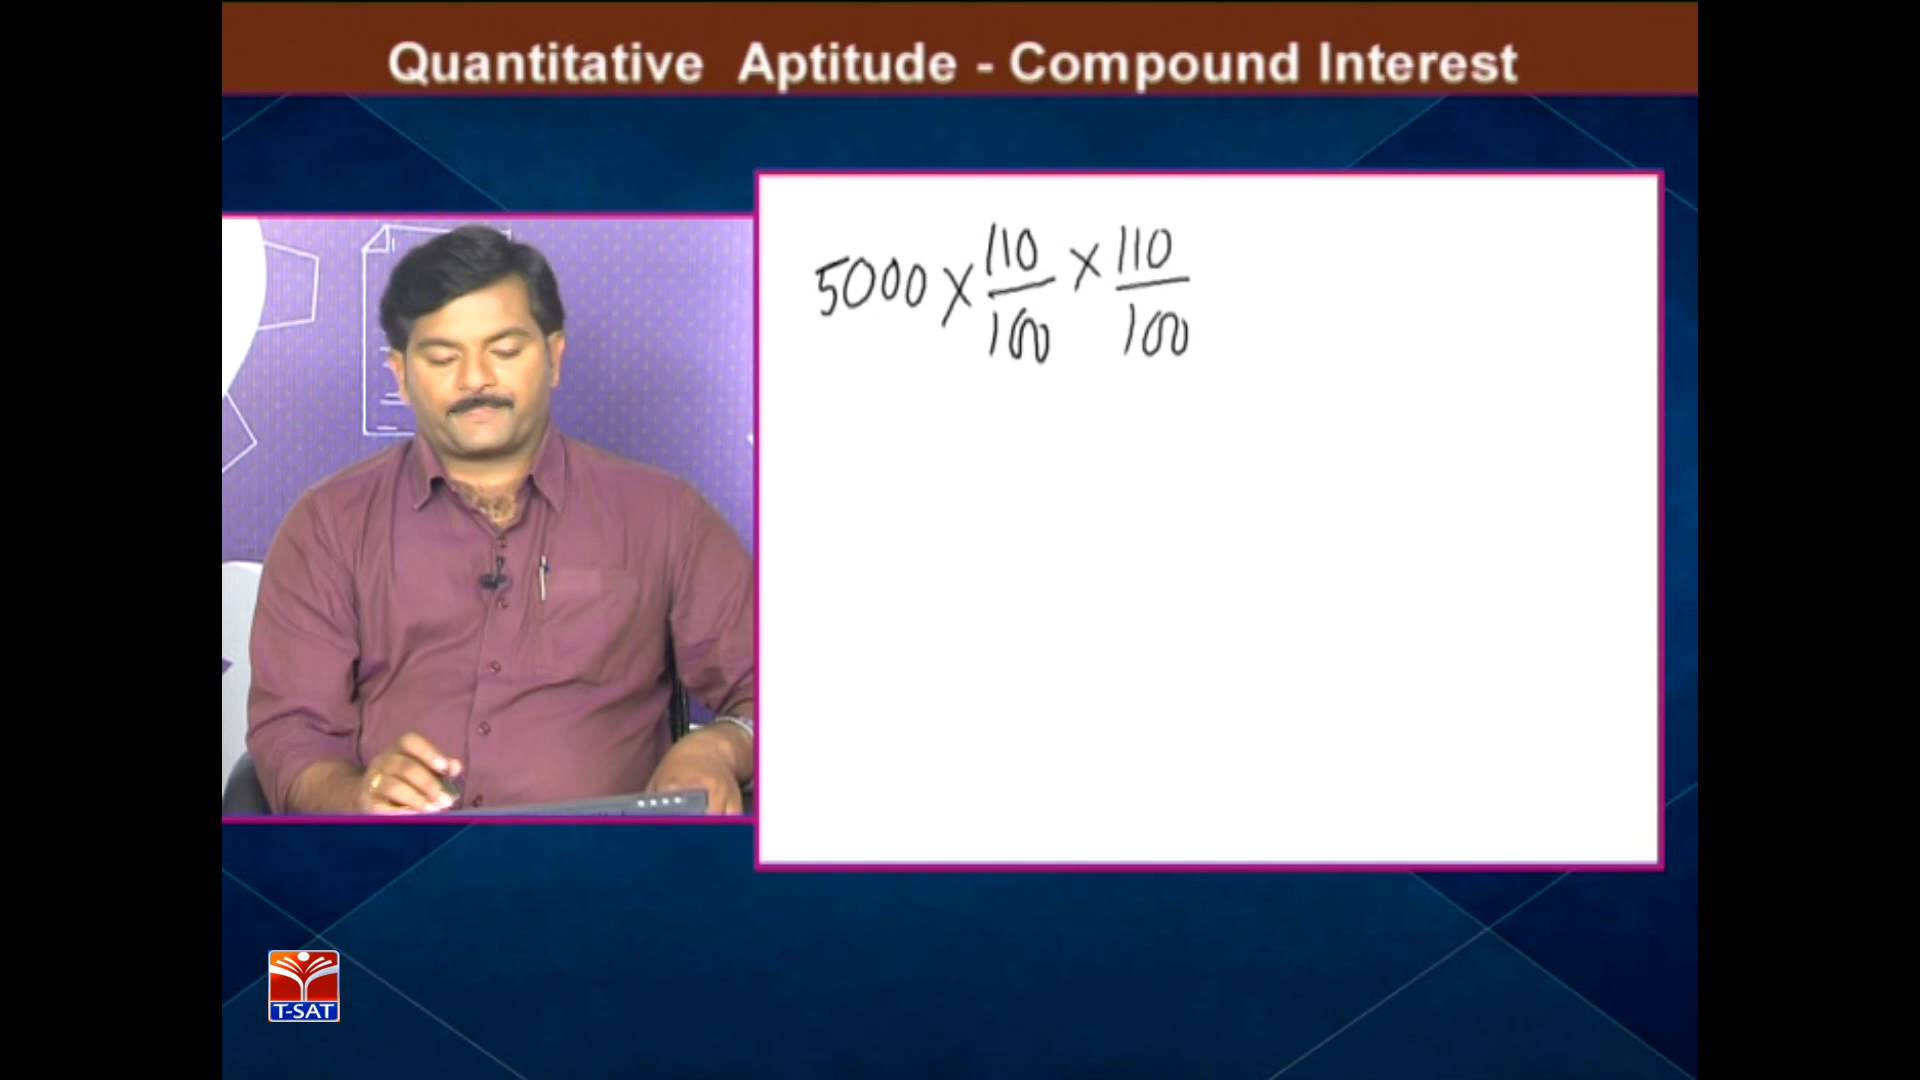 Quantitative Aptitude - Compound Interest
5000 × 110/100 × 110/100
T-SAT